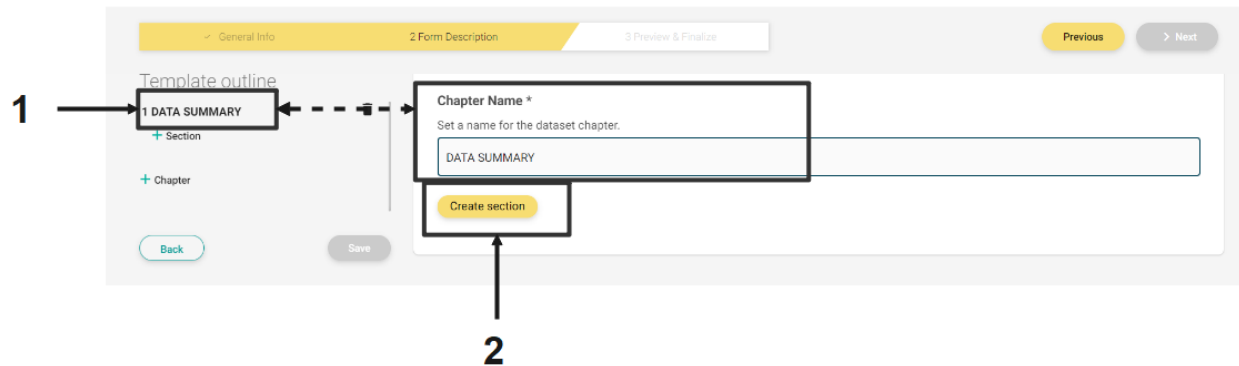 General Info
2 Form Description
3 Preview & Finalize
Previous
> Next
Template outline
1 DATA SUMMARY
+ Section
+ Chapter
Back
Save
Chapter Name *
Set a name for the dataset chapter.
DATA SUMMARY
Create section
1
2